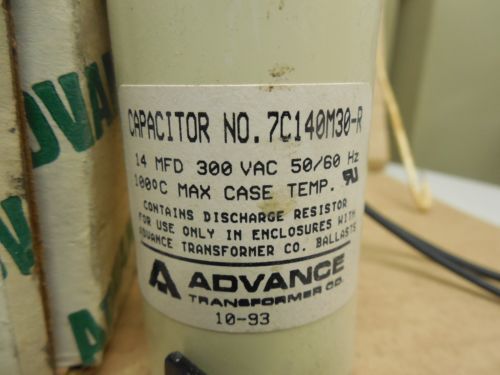 CAPACITOR NO. 7C140M30-R
14 MFD 300 VAC 50/60 Hz
100°C MAX CASE TEMP.
CONTAINS DISCHARGE RESISTOR
FOR USE ONLY IN ENCLOSURES WITH
ADVANCE TRANSFORMER CO. BALLASTS
ADVANCE
TRANSFORMER CO.
10-93
ADVAN